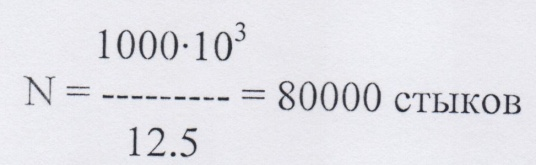 1000·10³
N = --------- = 80000 стыков
12.5